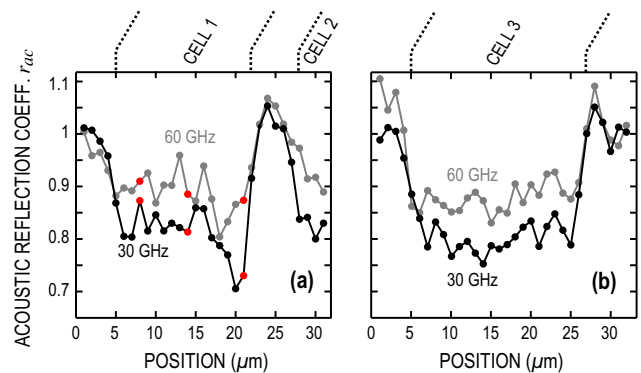 CELL 1
CELL 2
CELL 3
ACOUSTIC REFLECTION COEFF. r_ac
1.1
1
0.9
0.8
0.7
60 GHz
30 GHz
(a)
60 GHz
30 GHz
(b)
0 5 10 15 20 25 30
0 5 10 15 20 25 30
POSITION (µm)
POSITION (µm)